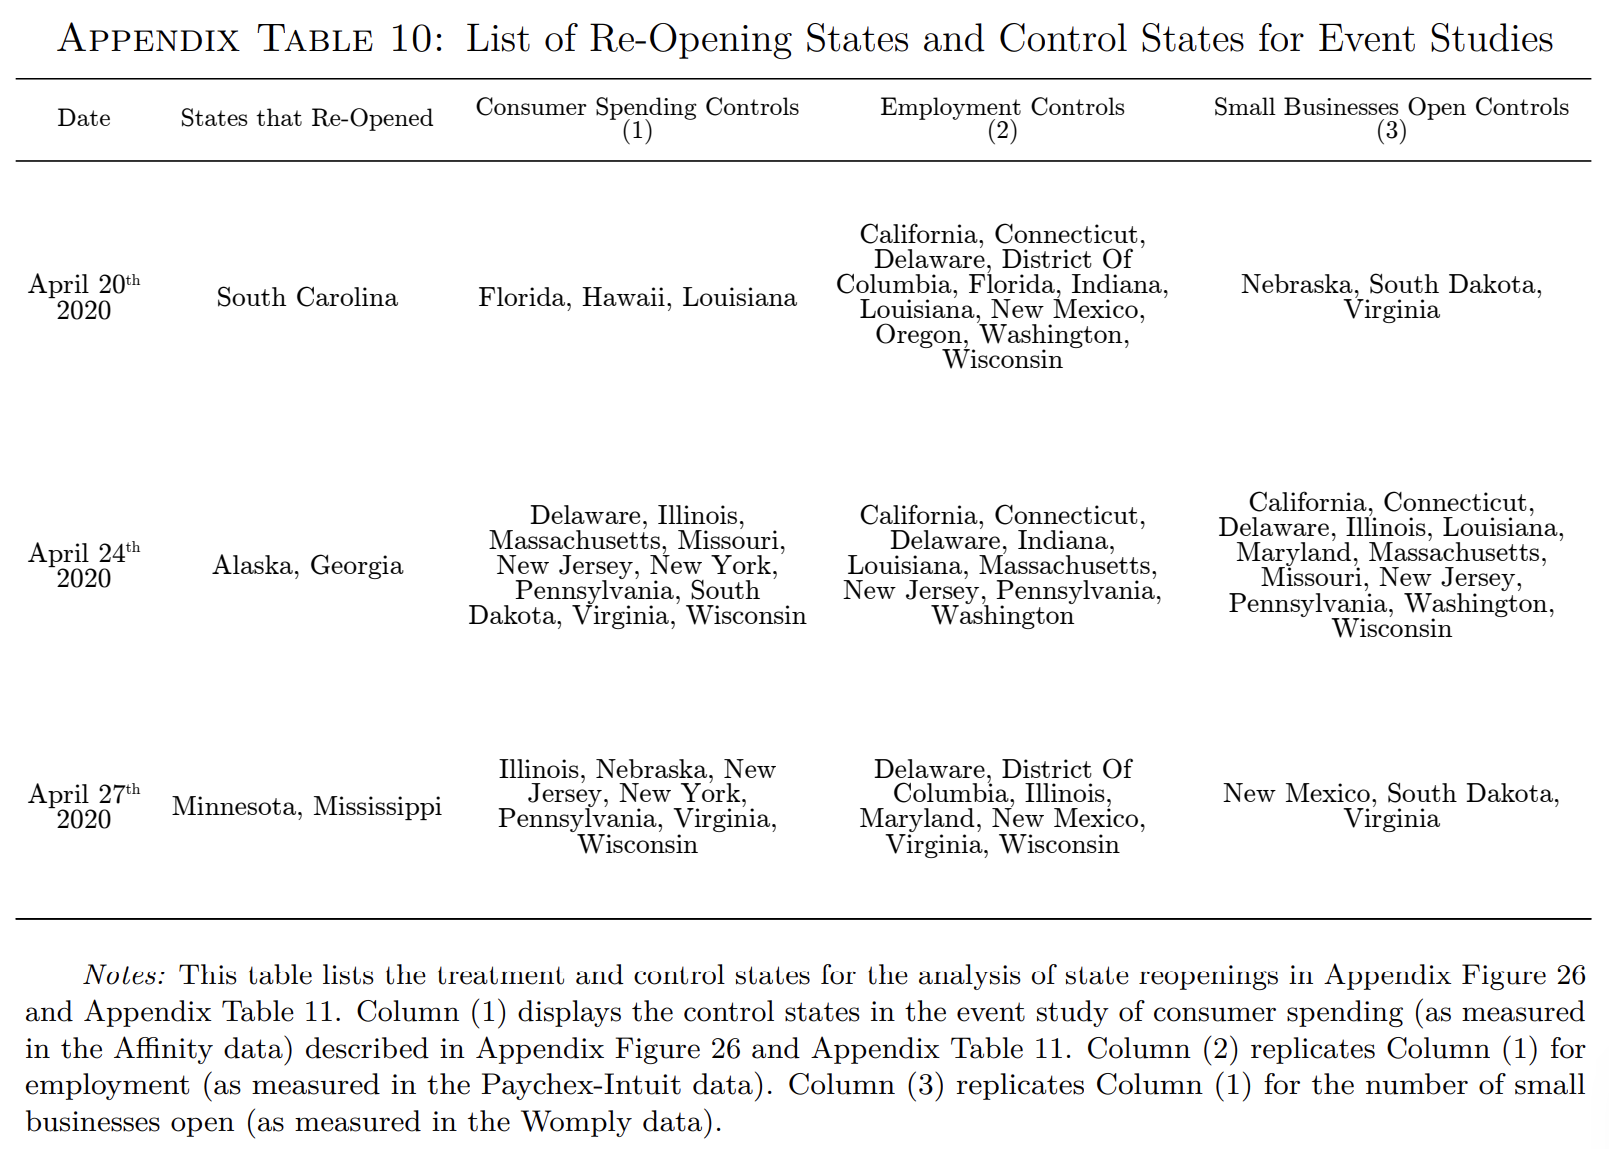 APPENDIX TABLE 10: List of Re-Opening States and Control States for Event Studies
Date States that Re-Opened Consumer Spending Controls (1) Employment Controls (2) Small Businesses Open Controls (3)
April 20th 2020
South Carolina
Florida, Hawaii, Louisiana
California, Connecticut,
Delaware, District Of
Columbia, Florida, Indiana,
Louisiana, New Mexico,
Oregon, Washington,
Wisconsin
Nebraska, South Dakota,
Virginia
April 24th
2020
Alaska, Georgia
Delaware, Illinois,
Massachusetts, Missouri,
New Jersey, New York,
Pennsylvania, South
Dakota, Virginia, Wisconsin
California, Connecticut,
Delaware, Indiana,
Louisiana, Massachusetts,
New Jersey, Pennsylvania,
Washington
California, Connecticut,
Delaware, Illinois, Louisiana,
Maryland, Massachusetts,
Missouri, New Jersey,
Pennsylvania, Washington,
Wisconsin
April 27th
2020
Minnesota, Mississippi
Illinois, Nebraska, New
Jersey, New York,
Pennsylvania, Virginia,
Wisconsin
Delaware, District Of
Columbia, Illinois,
Maryland, New Mexico,
Virginia, Wisconsin
New Mexico, South Dakota,
Virginia
Notes: This table lists the treatment and control states for the analysis of state reopenings in Appendix Figure 26
and Appendix Table 11. Column (1) displays the control states in the event study of consumer spending (as measured
in the Affinity data) described in Appendix Figure 26 and Appendix Table 11. Column (2) replicates Column (1) for
employment (as measured in the Paychex-Intuit data). Column (3) replicates Column (1) for the number of small
businesses open (as measured in the Womply data).